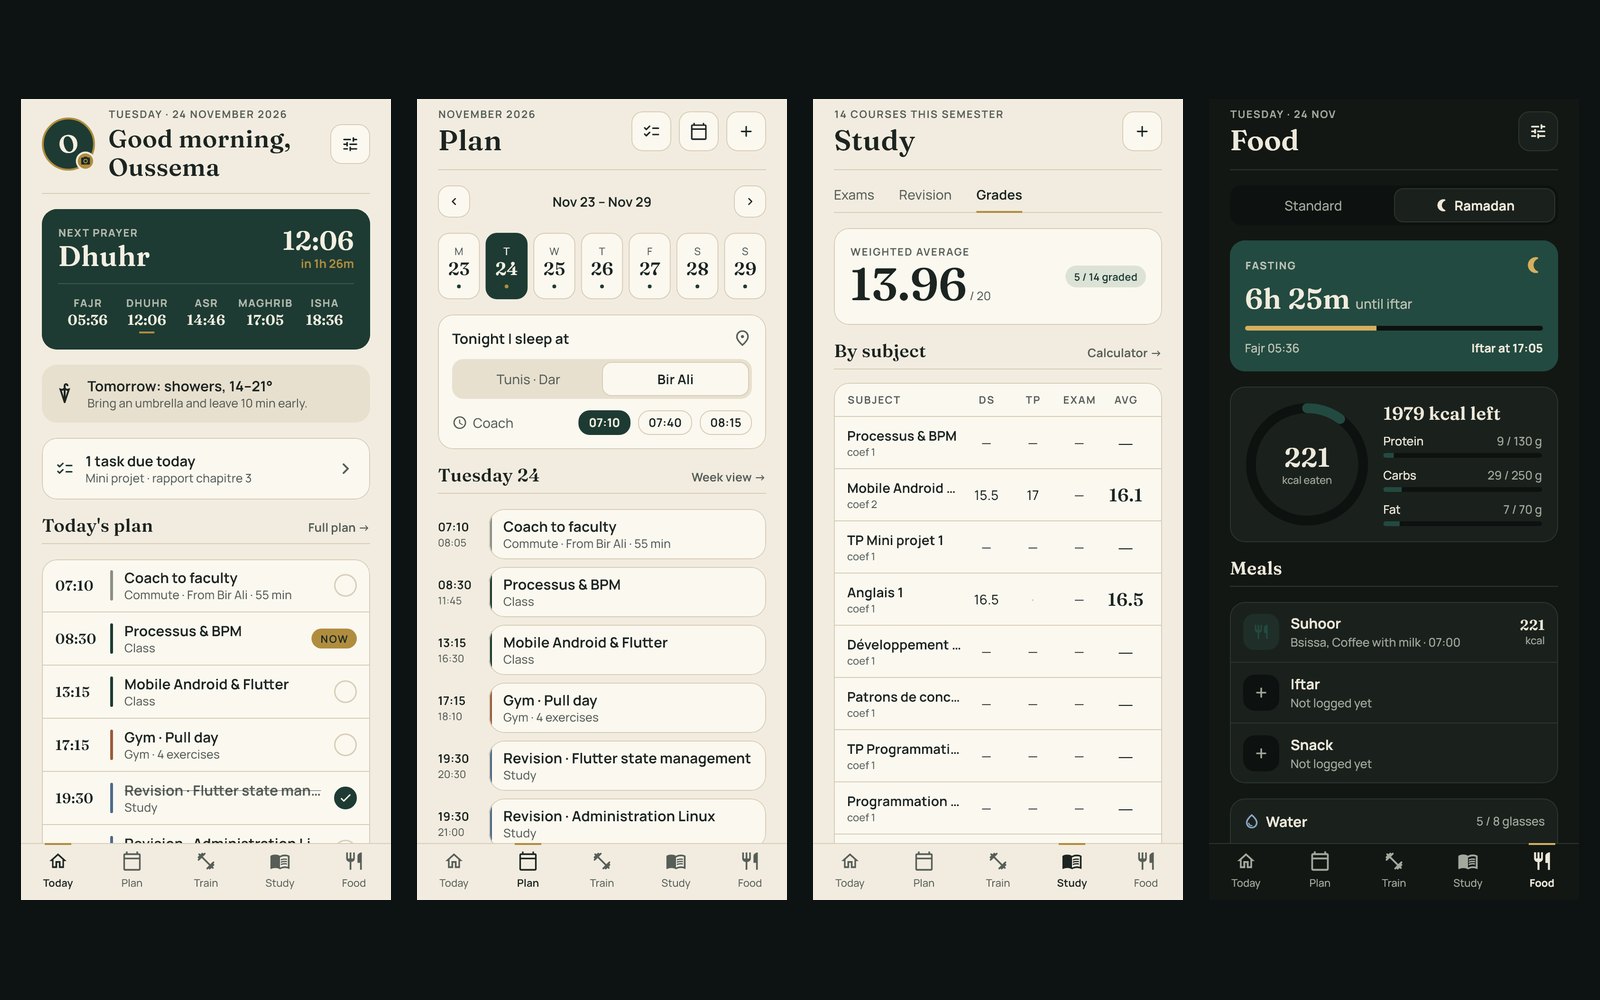 TUESDAY · 24 NOVEMBER 2026
O
Good morning,
Oussema
NEXT PRAYER
Dhuhr
12:06
in 1h 26m
FAJR DHUHR ASR MAGHRIB ISHA
05:36 12:06 14:46 17:05 18:36
Tomorrow: showers, 14–21°
Bring an umbrella and leave 10 min early.
1 task due today
Mini projet · rapport chapitre 3
Today's plan
Full plan →
07:10 Coach to faculty
Commute · From Bir Ali · 55 min
08:30 Processus & BPM
Class
NOW
13:15 Mobile Android & Flutter
Class
17:15 Gym · Pull day
Gym · 4 exercises
19:30 Revision · Flutter state man...
Study
Revision · Administration Li...
Today Plan Train Study Food
NOVEMBER 2026
Plan
Nov 23 – Nov 29
M T W T F S S
23 24 25 26 27 28 29
Tonight I sleep at
Tunis · Dar
Bir Ali
Coach 07:10 07:40 08:15
Tuesday 24
Week view →
07:10 Coach to faculty
08:05 Commute · From Bir Ali · 55 min
08:30 Processus & BPM
11:45 Class
13:15 Mobile Android & Flutter
16:30 Class
17:15 Gym · Pull day
18:10 Gym · 4 exercises
19:30 Revision · Flutter state management
20:30 Study
19:30 Revision · Administration Linux
21:00 Study
Today Plan Train Study Food
14 COURSES THIS SEMESTER
Study
Exams Revision Grades
WEIGHTED AVERAGE
13.96 / 20
5 / 14 graded
By subject
Calculator →
SUBJECT DS TP EXAM AVG
Processus & BPM — — — —
coef 1
Mobile Android ... 15.5 17 — 16.1
coef 2
TP Mini projet 1 — — — —
coef 1
Anglais 1 16.5 · — 16.5
coef 1
Développement ... — — — —
coef 1
Patrons de conc... — — — —
coef 1
TP Programmati... — — — —
coef 1
Programmation ... — — — —
coef 1
Today Plan Train Study Food
TUESDAY · 24 NOV
Food
Standard
Ramadan
FASTING
6h 25m until iftar
Fajr 05:36
Iftar at 17:05
221
kcal eaten
1979 kcal left
Protein 9 / 130 g
Carbs 29 / 250 g
Fat 7 / 70 g
Meals
Suhoor
Bsissa, Coffee with milk · 07:00
221
kcal
Iftar
Not logged yet
Snack
Not logged yet
Water
5 / 8 glasses
Today Plan Train Study Food